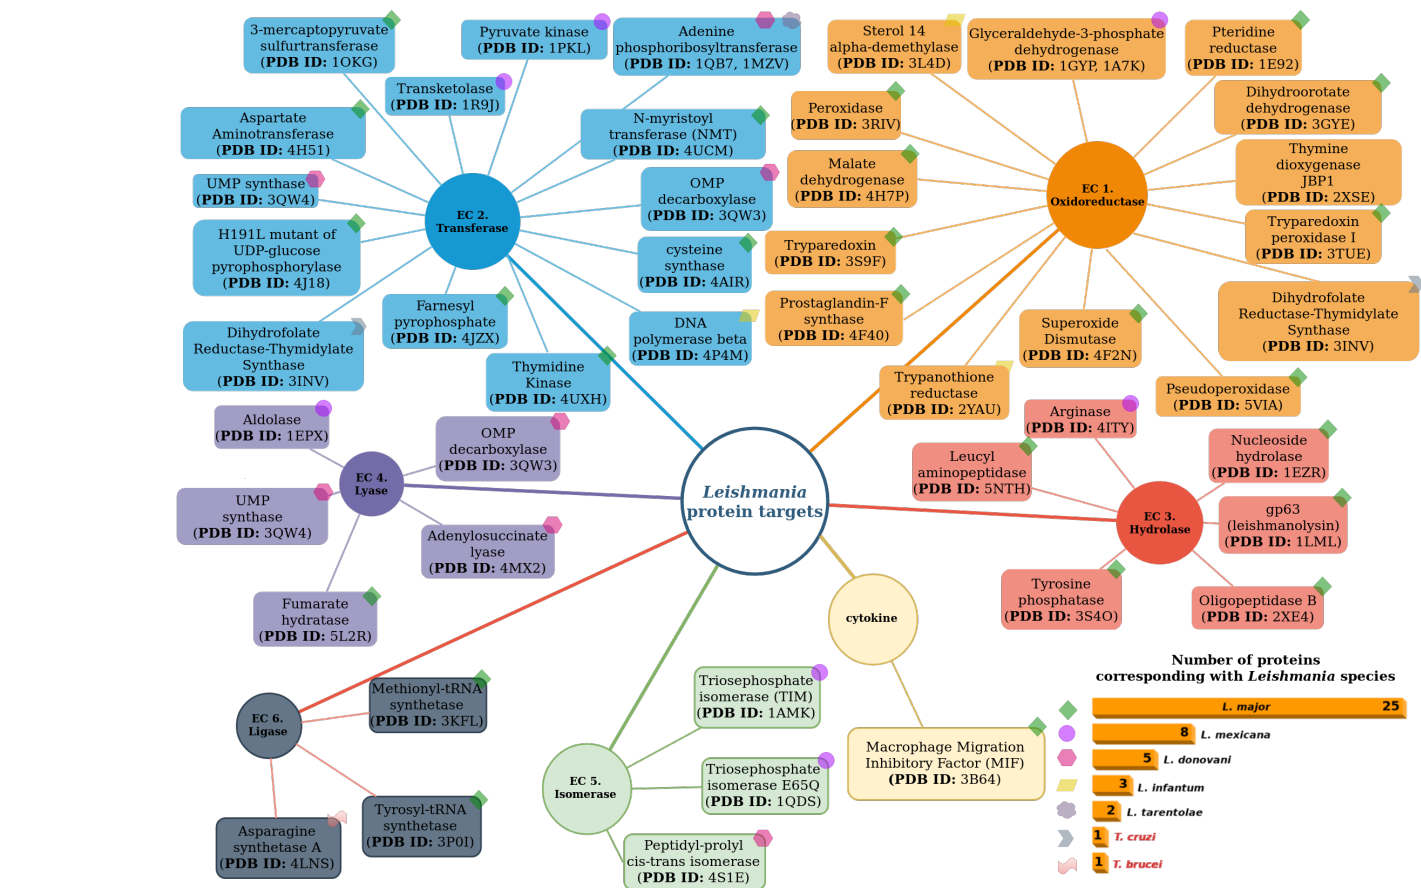 3-mercaptopyruvate
sulfurtransferase
(PDB ID: 1OKG)
Pyruvate kinase
(PDB ID: 1PKL)
Adenine
phosphoribosyltransferase
(PDB ID: 1QB7, 1MZV)
Transketolase
(PDB ID: 1R9J)
Aspartate
Aminotransferase
(PDB ID: 4H51)
N-myristoyl
transferase (NMT)
(PDB ID: 4UCM)
UMP synthase
(PDB ID: 3QW4)
OMP
decarboxylase
(PDB ID: 3QW3)
EC 2.
Transferase
H191L mutant of
UDP-glucose
pyrophosphorylase
(PDB ID: 4J18)
cysteine
synthase
(PDB ID: 4AIR)
Farnesyl
pyrophosphate
(PDB ID: 4JZX)
DNA
polymerase beta
(PDB ID: 4P4M)
Dihydrofolate
Reductase-Thymidylate
Synthase
(PDB ID: 3INV)
Thymidine
Kinase
(PDB ID: 4UXH)
Sterol 14
alpha-demethylase
(PDB ID: 3L4D)
Glyceraldehyde-3-phosphate
dehydrogenase
(PDB ID: 1GYP, 1A7K)
Pteridine
reductase
(PDB ID: 1E92)
Peroxidase
(PDB ID: 3RIV)
Dihydroorotate
dehydrogenase
(PDB ID: 3GYE)
Malate
dehydrogenase
(PDB ID: 4H7P)
Thymine
dioxygenase
JBP1
(PDB ID: 2XSE)
EC 1.
Oxidoreductase
Tryparedoxin
(PDB ID: 3S9F)
Tryparedoxin
peroxidase I
(PDB ID: 3TUE)
Prostaglandin-F
synthase
(PDB ID: 4F40)
Superoxide
Dismutase
(PDB ID: 4F2N)
Dihydrofolate
Reductase-Thymidylate
Synthase
(PDB ID: 3INV)
Trypanothione
reductase
(PDB ID: 2YAU)
Pseudoperoxidase
(PDB ID: 5VIA)
Aldolase
(PDB ID: 1EPX)
OMP
decarboxylase
(PDB ID: 3QW3)
EC 4.
Lyase
UMP
synthase
(PDB ID: 3QW4)
Adenylosuccinate
lyase
(PDB ID: 4MX2)
Fumarate
hydratase
(PDB ID: 5L2R)
Leishmania
protein targets
Arginase
(PDB ID: 4ITY)
Leucyl
aminopeptidase
(PDB ID: 5NTH)
Nucleoside
hydrolase
(PDB ID: 1EZR)
EC 3.
Hydrolase
gp63
(leishmanolysin)
(PDB ID: 1LML)
Tyrosine
phosphatase
(PDB ID: 3S4O)
Oligopeptidase B
(PDB ID: 2XE4)
cytokine
Macrophage Migration
Inhibitory Factor (MIF)
(PDB ID: 3B64)
Methionyl-tRNA
synthetase
(PDB ID: 3KFL)
EC 6.
Ligase
Tyrosyl-tRNA
synthetase
(PDB ID: 3P0I)
Asparagine
synthetase A
(PDB ID: 4LNS)
Triosephosphate
isomerase (TIM)
(PDB ID: 1AMK)
EC 5.
Isomerase
Triosephosphate
isomerase E65Q
(PDB ID: 1QDS)
Peptidyl-prolyl
cis-trans isomerase
(PDB ID: 4S1E)
Number of proteins
corresponding with Leishmania species
L. major 25
8 L. mexicana
5 L. donovani
3 L. infantum
2 L. tarentolae
1 T. cruzi
1 T. brucei